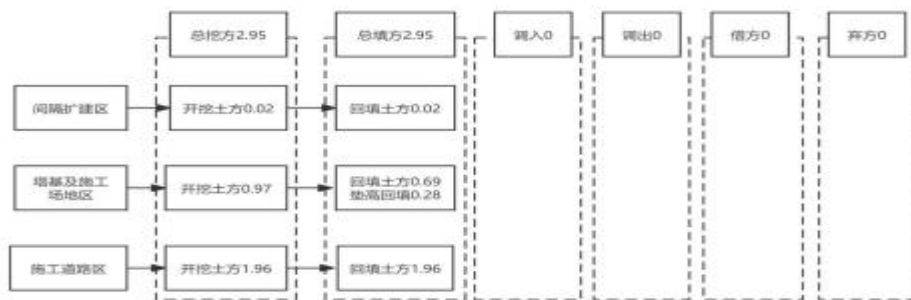 总挖方2.95
总填方2.95
调入0
调出0
借方0
弃方0
间隔扩建区
开挖土方0.02
回填土方0.02
塔基及施工
场地区
开挖土方0.97
回填土方0.69
垫高回填0.28
施工道路区
开挖土方1.96
回填土方1.96